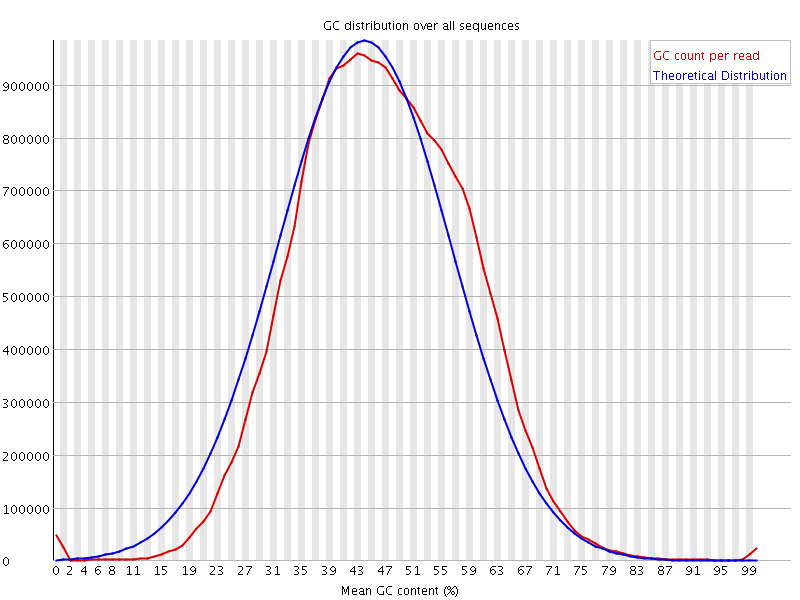 GC distribution over all sequences
GC count per read
Theoretical Distribution
900000
800000
700000
600000
500000
400000
300000
200000
100000
0
0 2 4 6 8 11 15 19 23 27 31 35 39 43 47 51 55 59 63 67 71 75 79 83 87 91 95 99
Mean GC content (%)